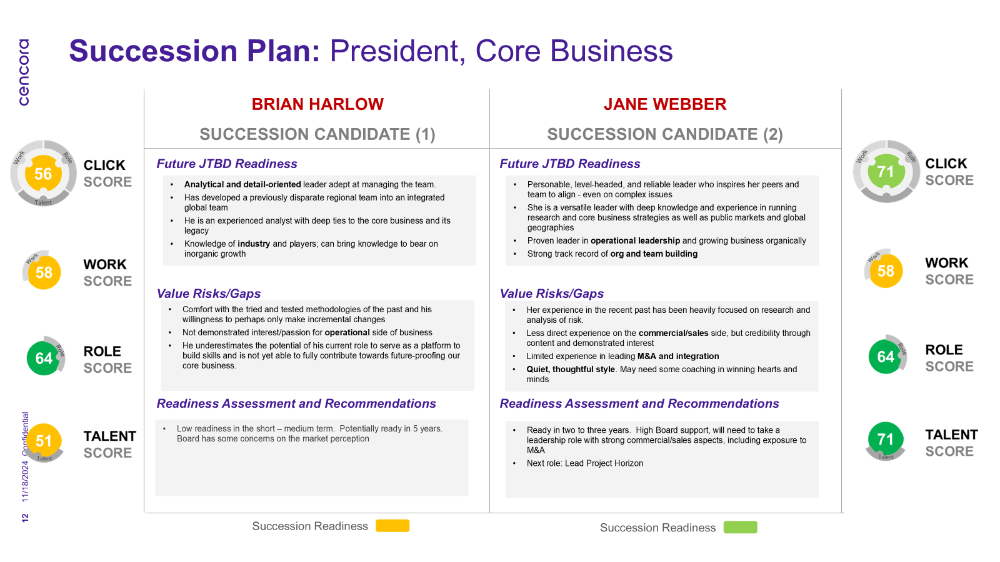 cencora
Succession Plan: President, Core Business
BRIAN HARLOW
SUCCESSION CANDIDATE (1)
JANE WEBBER
SUCCESSION CANDIDATE (2)
Work
Role
Talent
56
CLICK
SCORE
Work
58
WORK
SCORE
Role
64
ROLE
SCORE
Talent
51
TALENT
SCORE
Future JTBD Readiness
• Analytical and detail-oriented leader adept at managing the team.
• Has developed a previously disparate regional team into an integrated
global team
• He is an experienced analyst with deep ties to the core business and its
legacy
• Knowledge of industry and players; can bring knowledge to bear on
inorganic growth
Value Risks/Gaps
• Comfort with the tried and tested methodologies of the past and his
willingness to perhaps only make incremental changes
• Not demonstrated interest/passion for operational side of business
• He underestimates the potential of his current role to serve as a platform to
build skills and is not yet able to fully contribute towards future-proofing our
core business.
Readiness Assessment and Recommendations
• Low readiness in the short – medium term.  Potentially ready in 5 years.
Board has some concerns on the market perception
Succession Readiness
Future JTBD Readiness
• Personable, level-headed, and reliable leader who inspires her peers and
team to align - even on complex issues
• She is a versatile leader with deep knowledge and experience in running
research and core business strategies as well as public markets and global
geographies
• Proven leader in operational leadership and growing business organically
• Strong track record of org and team building
Value Risks/Gaps
• Her experience in the recent past has been heavily focused on research and
analysis of risk.
• Less direct experience on the commercial/sales side, but credibility through
content and demonstrated interest
• Limited experience in leading M&A and integration
• Quiet, thoughtful style. May need some coaching in winning hearts and
minds
Readiness Assessment and Recommendations
• Ready in two to three years.  High Board support, will need to take a
leadership role with strong commercial/sales aspects, including exposure to
M&A
• Next role: Lead Project Horizon
Succession Readiness
Work
Role
71
CLICK
SCORE
Work
58
WORK
SCORE
Role
64
ROLE
SCORE
Talent
71
TALENT
SCORE
12 11/18/2024 Confidential